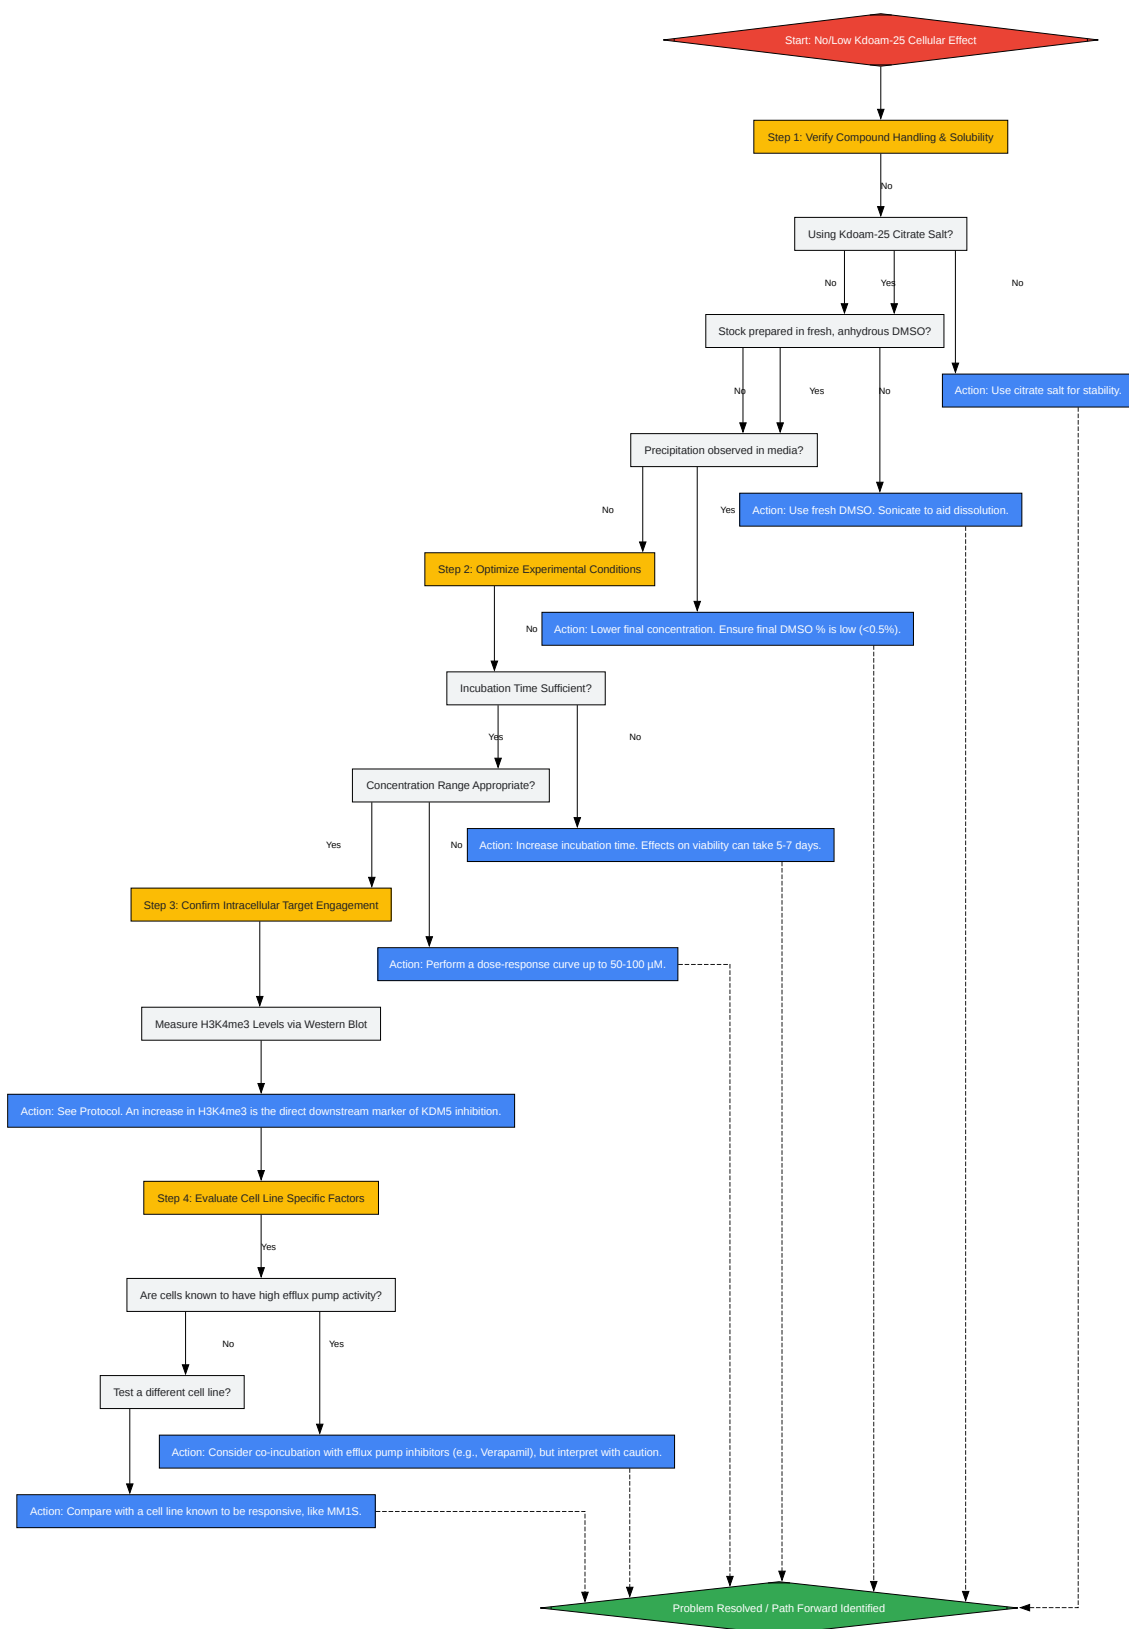 Start: No/Low Kdoam-25 Cellular Effect
Step 1: Verify Compound Handling & Solubility
No
Using Kdoam-25 Citrate Salt?
No
Yes
No
Stock prepared in fresh, anhydrous DMSO?
No
Yes
No
Action: Use citrate salt for stability.
Precipitation observed in media?
No
Yes
Action: Use fresh DMSO. Sonicate to aid dissolution.
Step 2: Optimize Experimental Conditions
No
Action: Lower final concentration. Ensure final DMSO % is low (<0.5%).
Incubation Time Sufficient?
Yes
No
Concentration Range Appropriate?
Yes
No
Action: Increase incubation time. Effects on viability can take 5-7 days.
Step 3: Confirm Intracellular Target Engagement
Action: Perform a dose-response curve up to 50-100 µM.
Measure H3K4me3 Levels via Western Blot
Action: See Protocol. An increase in H3K4me3 is the direct downstream marker of KDM5 inhibition.
Step 4: Evaluate Cell Line Specific Factors
Yes
Are cells known to have high efflux pump activity?
No
Yes
Test a different cell line?
Action: Consider co-incubation with efflux pump inhibitors (e.g., Verapamil), but interpret with caution.
Action: Compare with a cell line known to be responsive, like MM1S.
Problem Resolved / Path Forward Identified